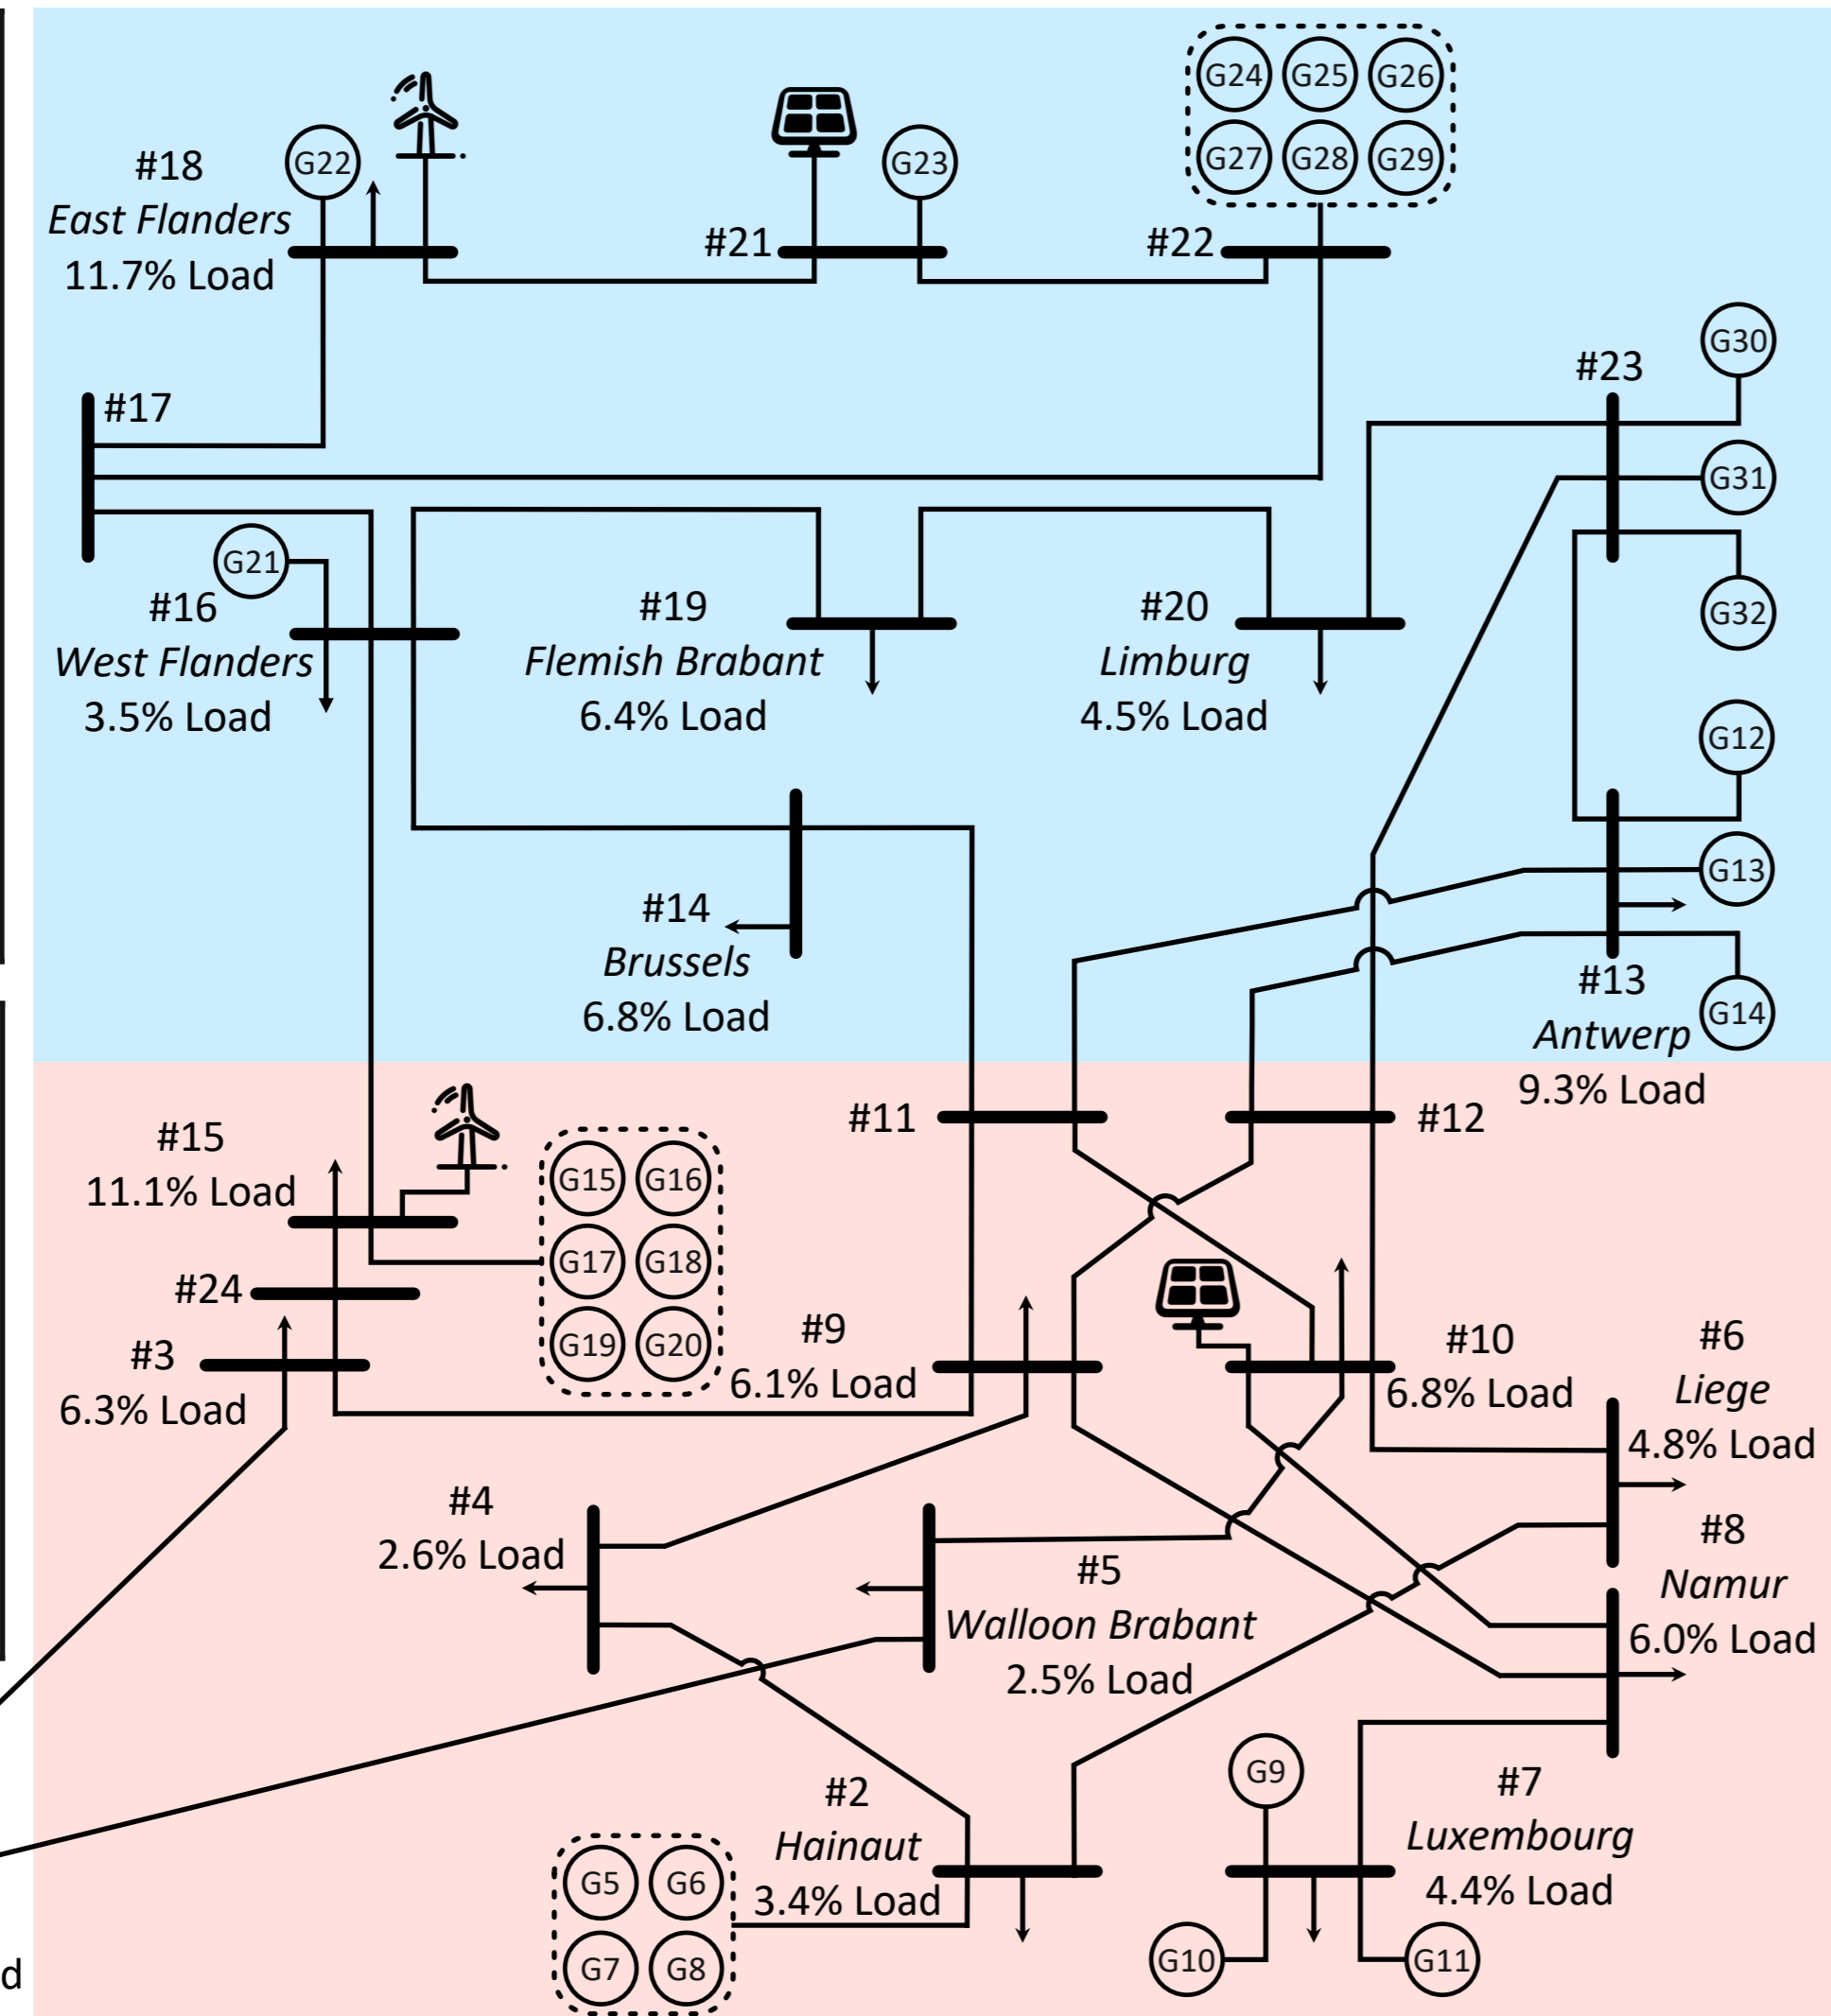 G24 G25 G26
G27 G28 G29
#18
East Flanders
11.7% Load
G22
#21
G23
#22
#17
#23
G30
G31
G32
G21
#16
West Flanders
3.5% Load
#19
Flemish Brabant
6.4% Load
#20
Limburg
4.5% Load
G12
G13
G14
#14
Brussels
6.8% Load
#13
Antwerp
9.3% Load
#11
#12
#15
11.1% Load
G15 G16
G17 G18
G19 G20
#24
#3
6.3% Load
#9
6.1% Load
#10
6.8% Load
#6
Liege
4.8% Load
#4
2.6% Load
#5
Walloon Brabant
2.5% Load
#8
Namur
6.0% Load
#2
Hainaut
3.4% Load
G5 G6
G7 G8
G9
#7
Luxembourg
4.4% Load
G10
G11
d